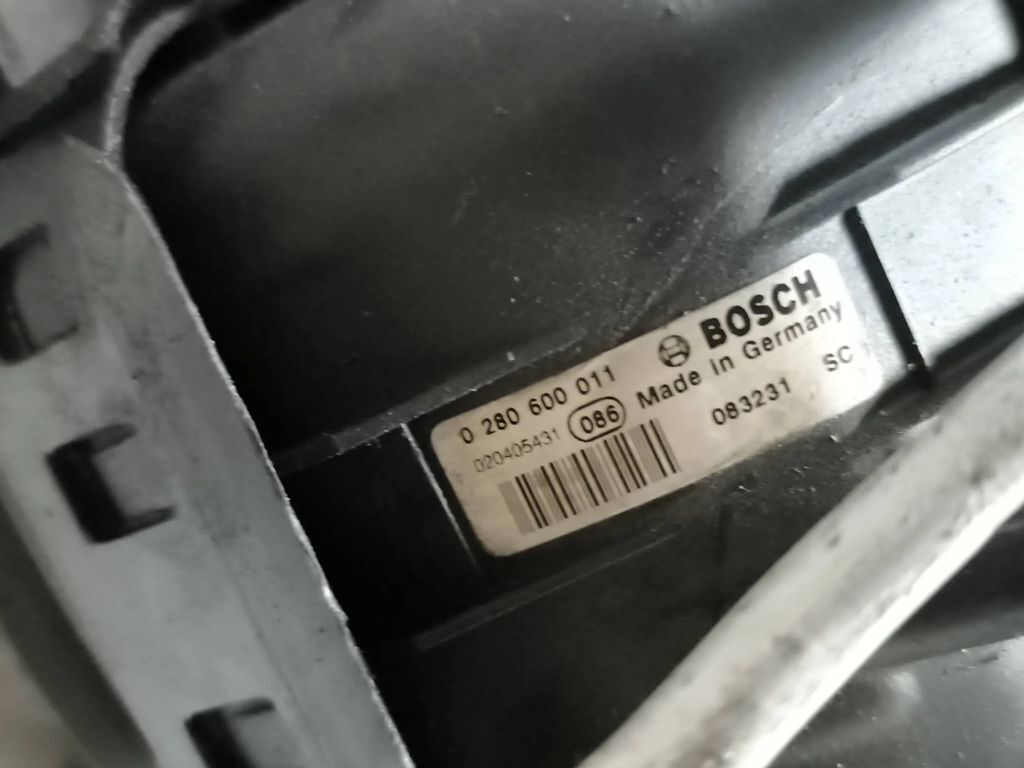 BOSCH
0 280 600 011
Made in Germany
020405431
086
083231
SC